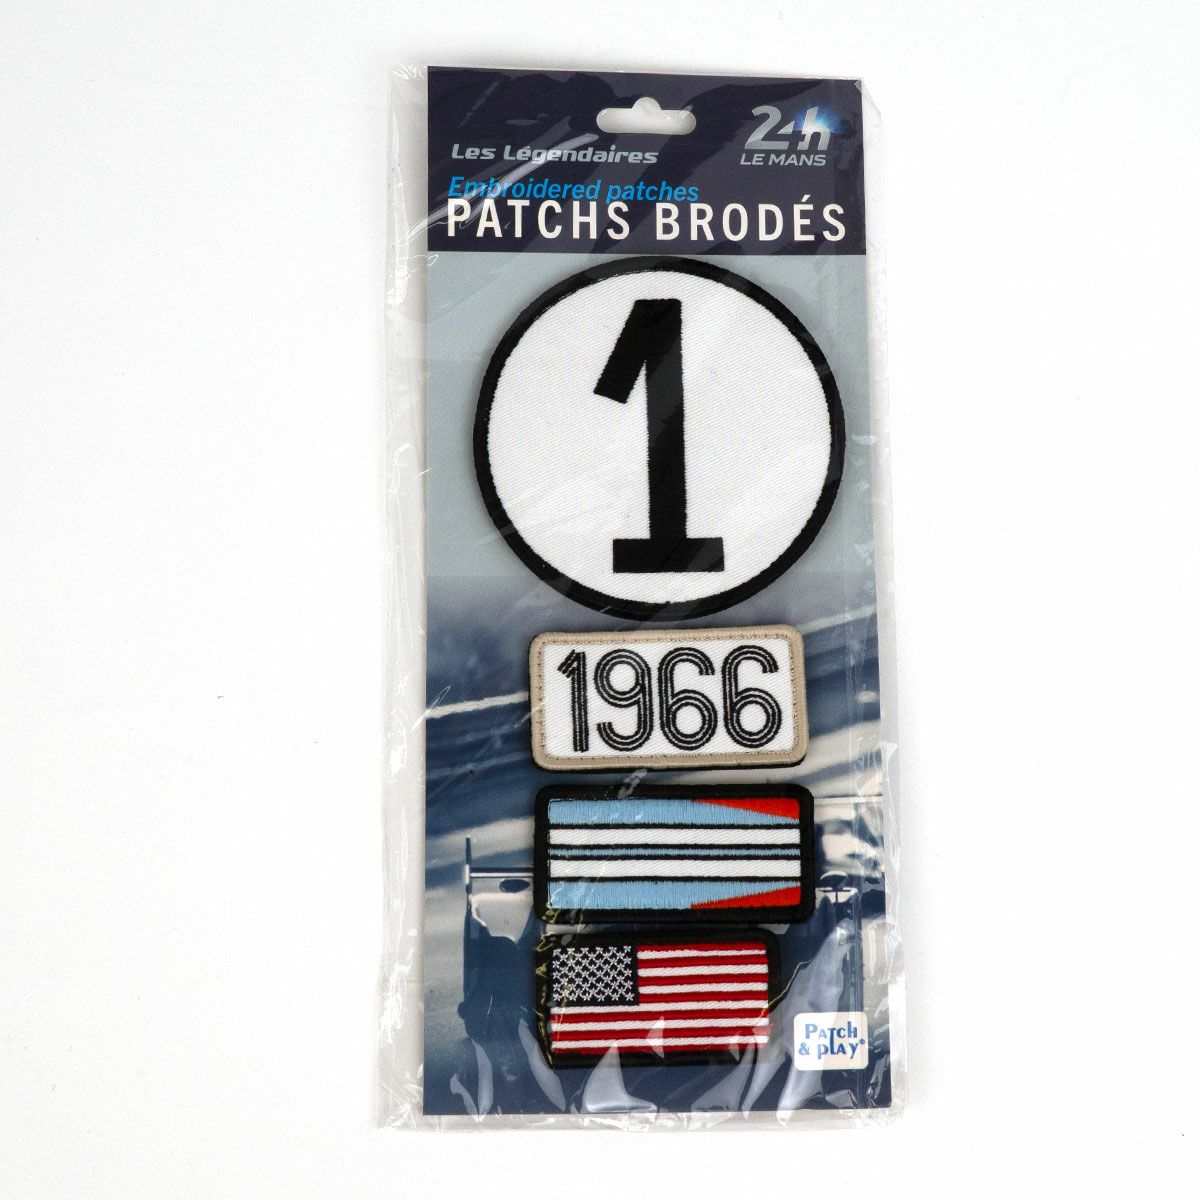 24h
LE MANS
Les Légendaires
Embroidered patches
PATCHS BRODÉS
1
1966
PATCH
& PLAY®